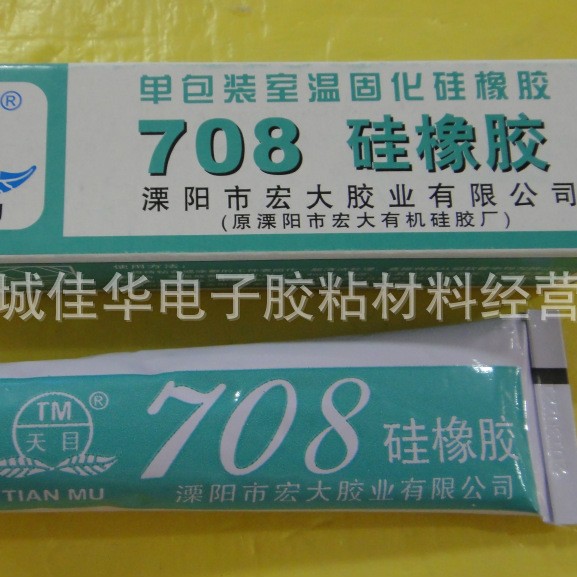 ®
单包装室温固化硅橡胶
708 硅橡胶
溧阳市宏大胶业有限公司
(原溧阳市宏大有机硅胶厂)
城佳华电子胶粘材料经营
TM ®
天目
TIAN MU
708 硅橡胶
溧阳市宏大胶业有限公司